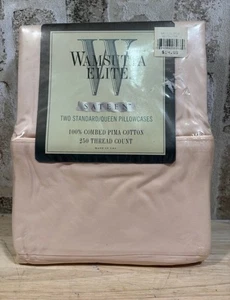 W
WAMSUTTA
ELITE
SATEEN
TWO STANDARD/QUEEN PILLOWCASES
100% COMBED PIMA COTTON
250 THREAD COUNT